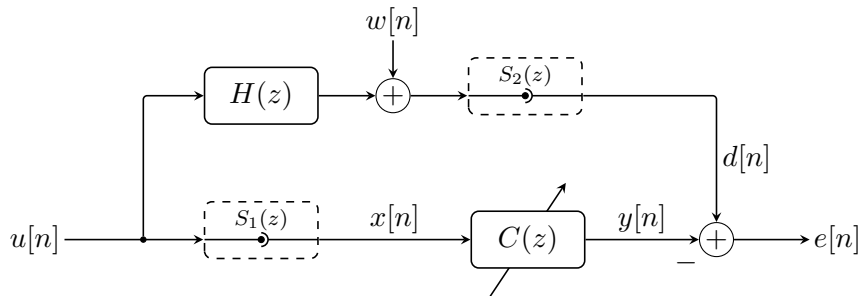 w[n]
H(z)
+
S₂(z)
d[n]
u[n]
S₁(z)
x[n]
C(z)
y[n]
−
+
e[n]